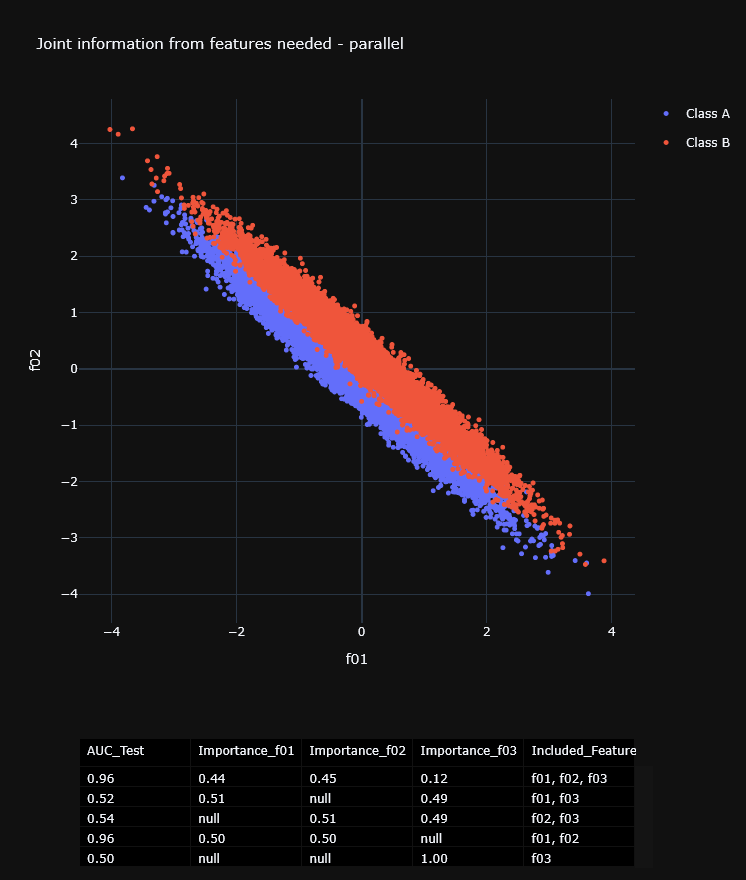 Joint information from features needed - parallel
Class A
Class B
4
3
2
1
0
−1
−2
−3
−4
f02
−4 −2 0 2 4
f01
AUC_Test Importance_f01 Importance_f02 Importance_f03 Included_Feature
0.96 0.44 0.45 0.12 f01, f02, f03
0.52 0.51 null 0.49 f01, f03
0.54 null 0.51 0.49 f02, f03
0.96 0.50 0.50 null f01, f02
0.50 null null 1.00 f03